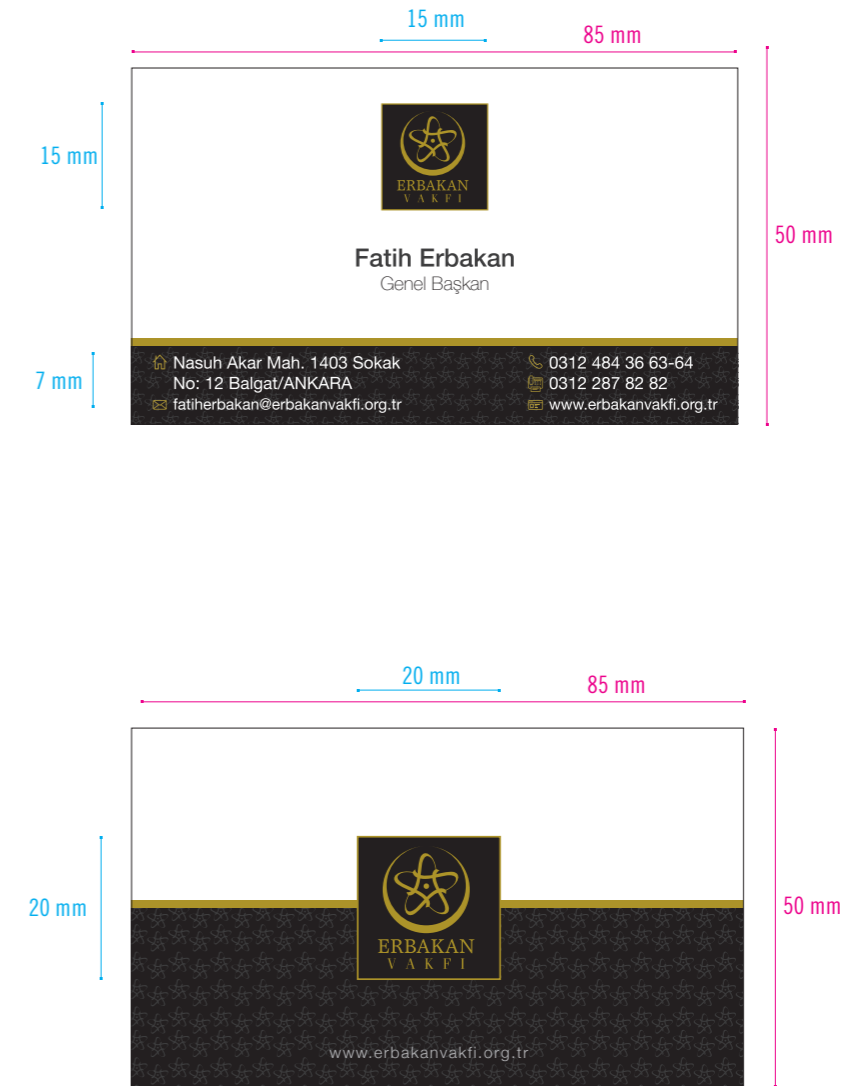 15 mm
85 mm
15 mm
ERBAKAN
VAKFI
50 mm
Fatih Erbakan
Genel Başkan
7 mm
Nasuh Akar Mah. 1403 Sokak
No: 12 Balgat/ANKARA
fatiherbakan@erbakanvakfi.org.tr
0312 484 36 63-64
0312 287 82 82
www.erbakanvakfi.org.tr
20 mm
85 mm
20 mm
ERBAKAN
VAKFI
50 mm
www.erbakanvakfi.org.tr